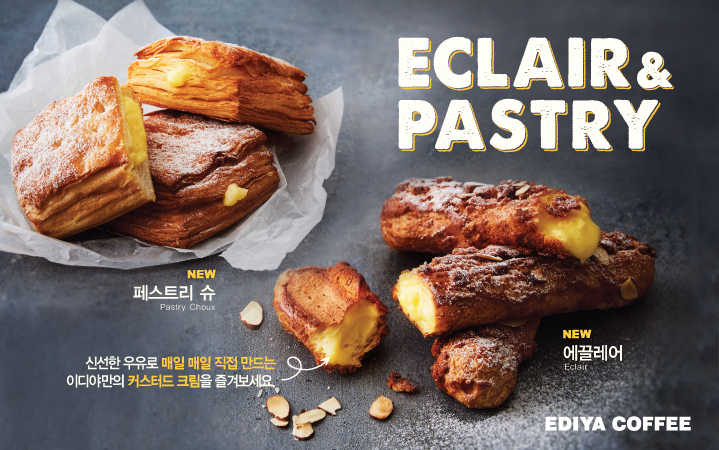 ECLAIR &
PASTRY
NEW
페스트리 슈
Pastry Choux
신선한 우유로 매일 매일 직접 만드는
이디야만의 커스터드 크림을 즐겨보세요.
NEW
에끌레어
Eclair
EDIYA COFFEE